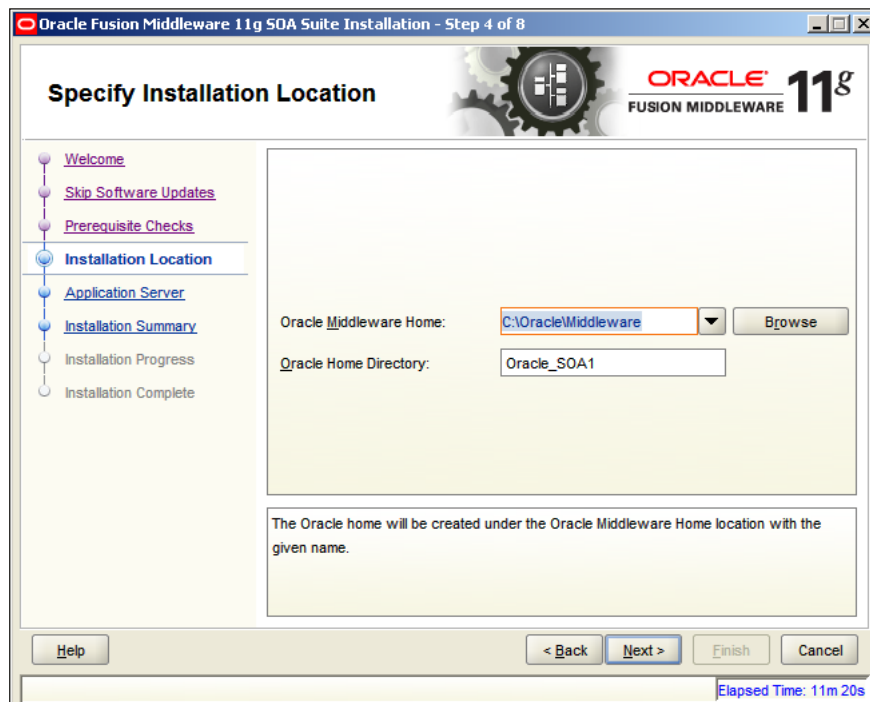 Oracle Fusion Middleware 11g SOA Suite Installation - Step 4 of 8
Specify Installation Location
ORACLE
FUSION MIDDLEWARE 11g
Welcome
Skip Software Updates
Prerequisite Checks
Installation Location
Application Server
Installation Summary
Installation Progress
Installation Complete
Oracle Middleware Home: C:\Oracle\Middleware Browse
Oracle Home Directory: Oracle_SOA1
The Oracle home will be created under the Oracle Middleware Home location with the
given name.
Help < Back Next > Finish Cancel
Elapsed Time: 11m 20s